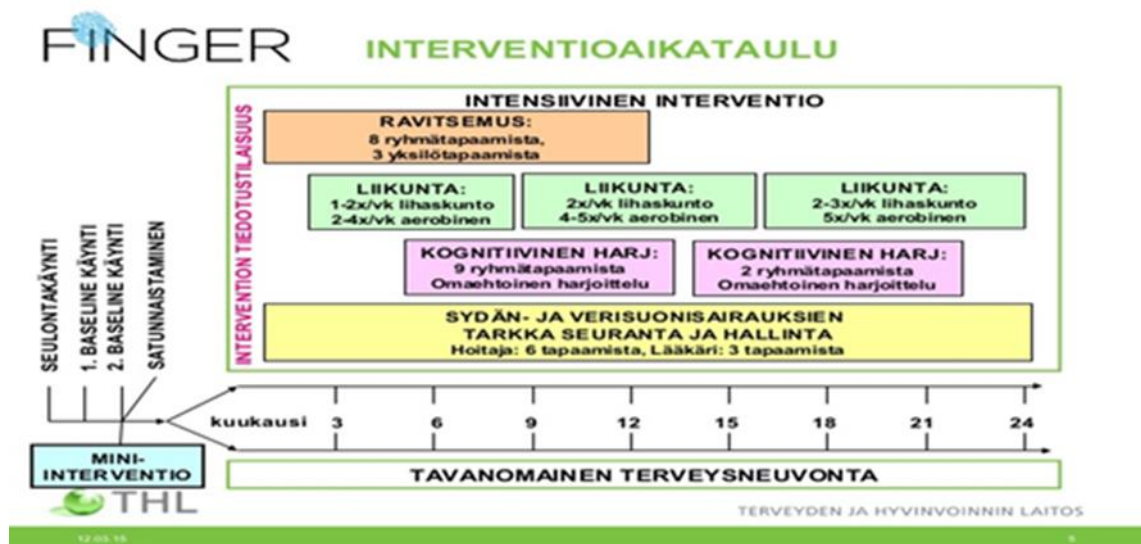 FINGER
INTERVENTIOAIKATAULU
INTERVENTION TIEDOTUSTILAISUUS
INTENSIIVINEN INTERVENTIO
RAVITSEMUS:
8 ryhmätapaamista,
3 yksilötapaamista
LIIKUNTA:
1-2x/vk lihaskunto
2-4x/vk aerobinen
LIIKUNTA:
2x/vk lihaskunto
4-5x/vk aerobinen
LIIKUNTA:
2-3x/vk lihaskunto
5x/vk aerobinen
KOGNITIIVINEN HARJ:
9 ryhmätapaamista
Omaehtoinen harjoittelu
KOGNITIIVINEN HARJ:
2 ryhmätapaamista
Omaehtoinen harjoittelu
SYDÄN- JA VERISUONISAIRAUKSIEN
TARKKA SEURANTA JA HALLINTA
Hoitaja: 6 tapaamista, Lääkäri: 3 tapaamista
SEULONTAKÄYNTI
1. BASELINE KÄYNTI
2. BASELINE KÄYNTI
SATUNNAISTAMINEN
kuukausi 3 6 9 12 15 18 21 24
MINI-
INTERVENTIO
TAVANOMAINEN TERVEYSNEUVONTA
THL
TERVEYDEN JA HYVINVOINNIN LAITOS
12.03.15